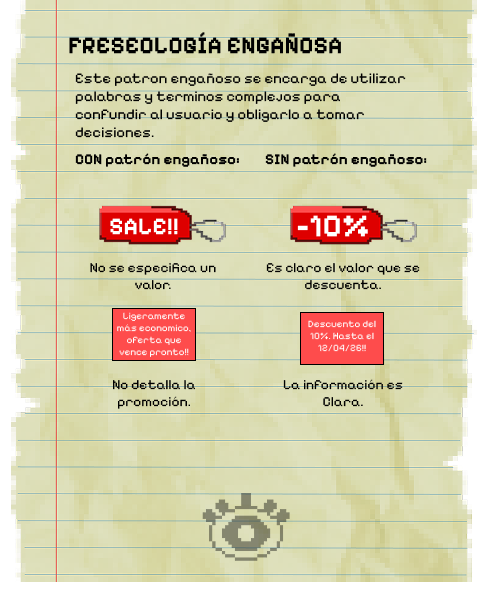 FRESEOLOGÍA ENGAÑOSA
Este patron engañoso se encarga de utilizar
palabras y terminos complejos para
confundir al usuario y obligarlo a tomar
decisiones.
CON patrón engañoso:
SIN patrón engañoso:
SALE!!
-10%
No se especifica un
valor.
Es claro el valor que se
descuenta.
Ligeramente
más economico,
oferta que
vence pronto!!
Descuento del
10%. Hasta el
12/04/26!!
No detalla la
promoción.
La información es
Clara.